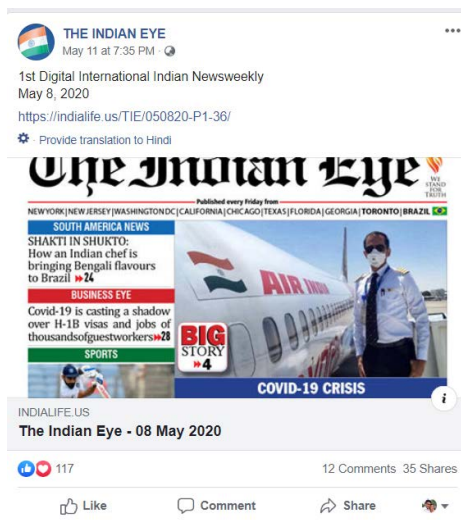 THE INDIAN EYE
May 11 at 7:35 PM ·
1st Digital International Indian Newsweekly
May 8, 2020
https://indialife.us/TIE/050820-P1-36/
· Provide translation to Hindi
The Indian Eye
WE
STAND
FOR
TRUTH
Published every Friday from
NEWYORK|NEW JERSEY|WASHINGTON DC|CALIFORNIA|CHICAGO|TEXAS|FLORIDA|GEORGIA|TORONTO|BRAZIL
SOUTH AMERICA NEWS
SHAKTI IN SHUKTO:
How an Indian chef is
bringing Bengali flavours
to Brazil 24
BUSINESS EYE
Covid-19 is casting a shadow
over H-1B visas and jobs of
thousandsofguestworkers 28
SPORTS
AIR INDIA
BIG
STORY
4
COVID-19 CRISIS
INDIALIFE.US
The Indian Eye - 08 May 2020
117
12 Comments 35 Shares
Like Comment Share